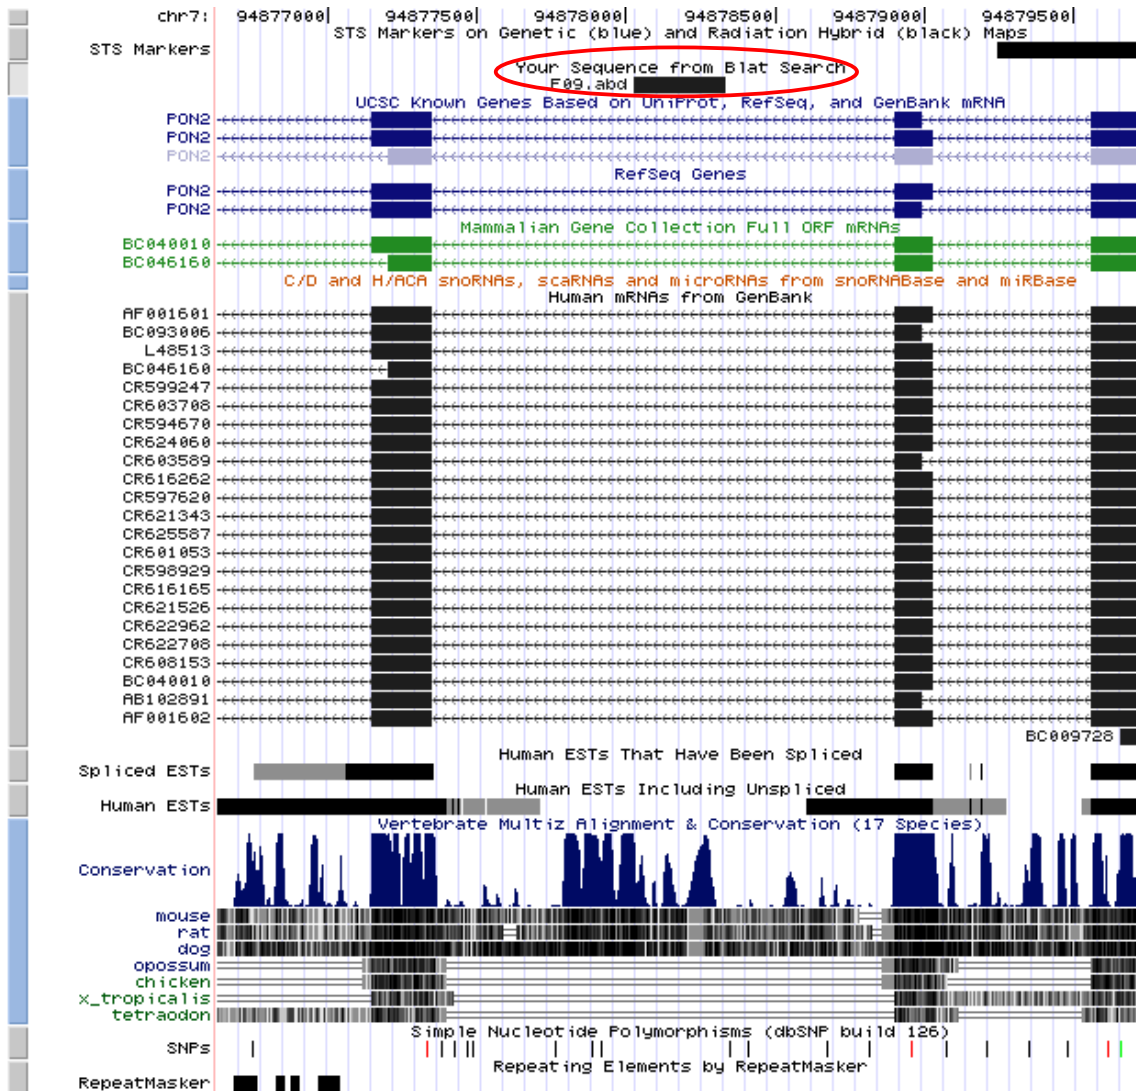 chr7: 94877000| 94877500| 94878000| 94878500| 94879000| 94879500|
STS Markers on Genetic (blue) and Radiation Hybrid (black) Maps
STS Markers
Your Sequence from Blat Search
F09.abd
UCSC Known Genes Based on UniProt, RefSeq, and GenBank mRNA
PON2
PON2
PON2
RefSeq Genes
PON2
PON2
Mammalian Gene Collection Full ORF mRNAs
BC040010
BC046160
C/D and H/ACA snoRNAs, scaRNAs and microRNAs from snoRNABase and miRBase
Human mRNAs from GenBank
AF001601
BC093006
L48513
BC046160
CR599247
CR603708
CR594670
CR624060
CR603589
CR616262
CR597620
CR621343
CR625587
CR601053
CR598929
CR616165
CR621526
CR622962
CR622708
CR608153
BC040010
AB102891
AF001602
BC009728
Human ESTs That Have Been Spliced
Spliced ESTs
Human ESTs Including Unspliced
Human ESTs
Vertebrate Multiz Alignment & Conservation (17 Species)
Conservation
mouse
rat
dog
opossum
chicken
x_tropicalis
tetraodon
Simple Nucleotide Polymorphisms (dbSNP build 126)
SNPs
Repeating Elements by RepeatMasker
RepeatMasker